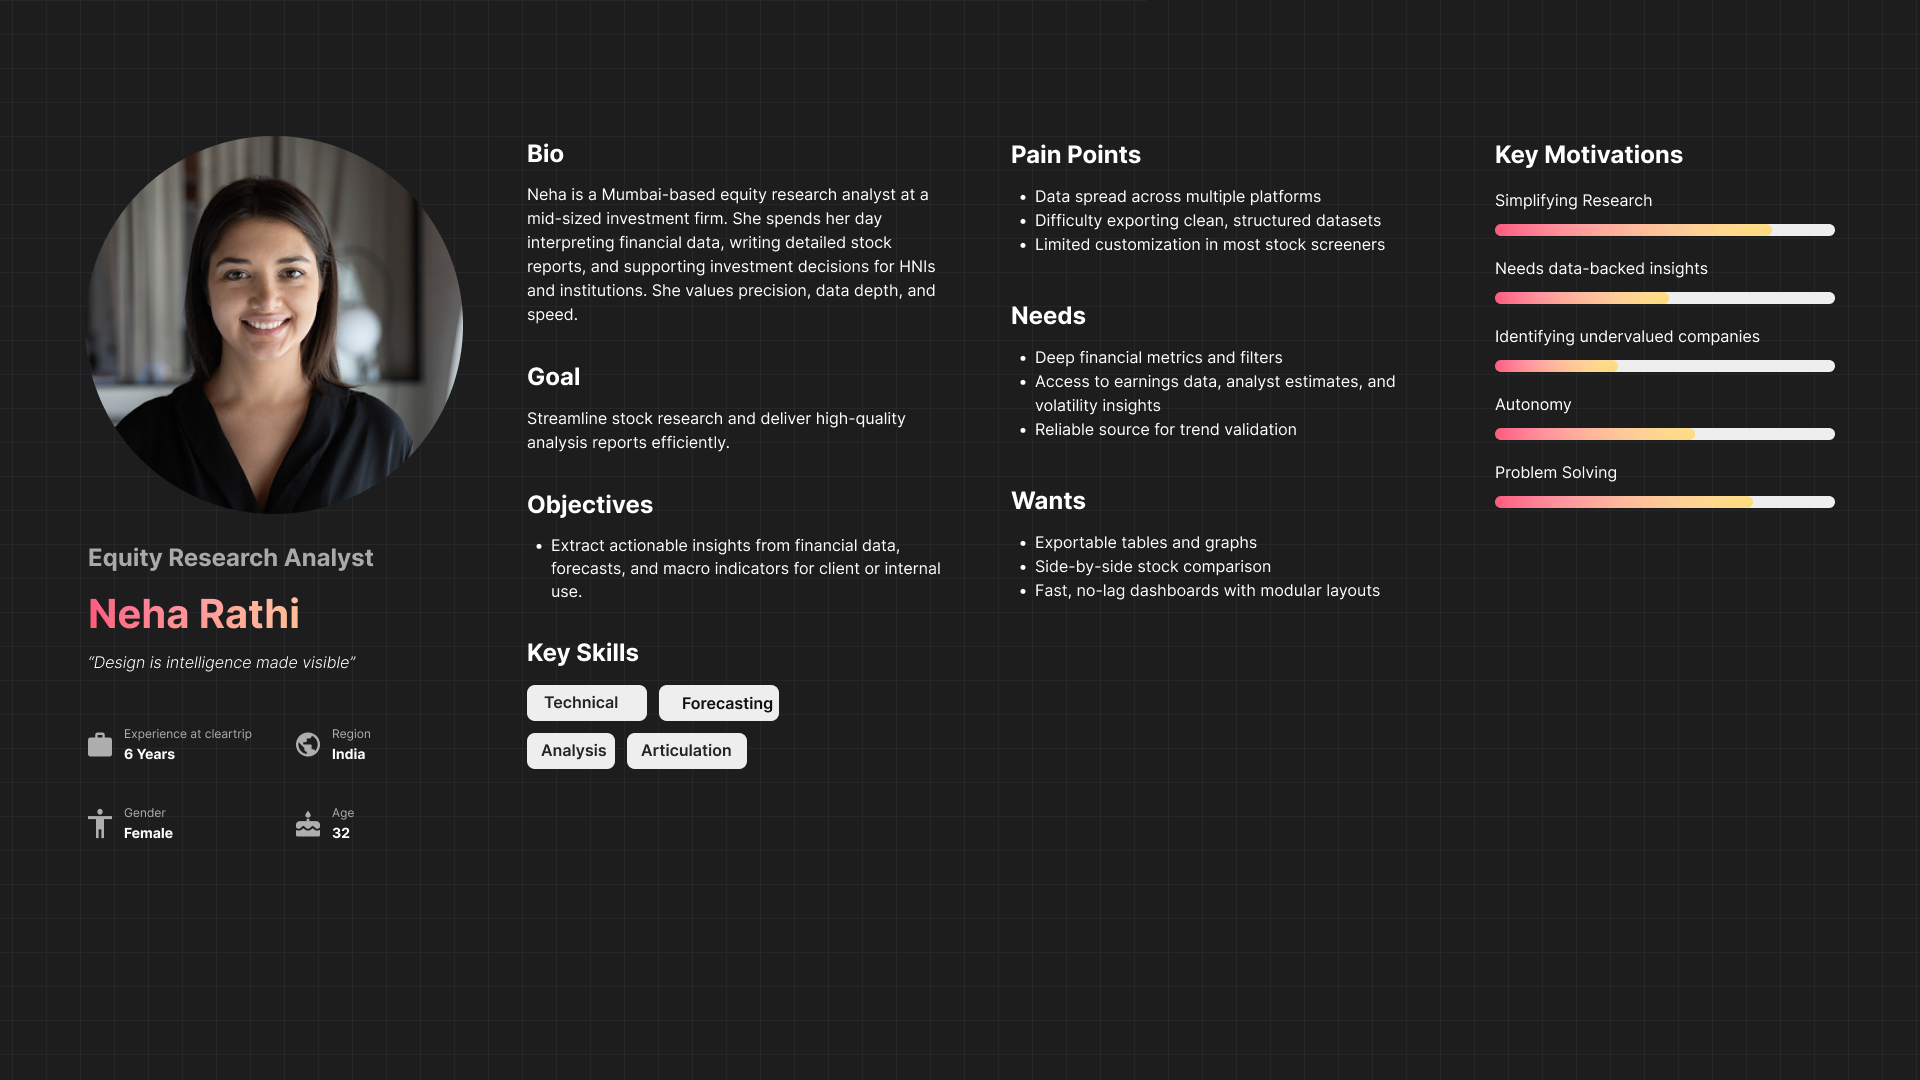 Equity Research Analyst
Neha Rathi
“Design is intelligence made visible”
Experience at cleartrip
6 Years
Region
India
Gender
Female
Age
32
Bio
Neha is a Mumbai-based equity research analyst at a
mid-sized investment firm. She spends her day
interpreting financial data, writing detailed stock
reports, and supporting investment decisions for HNIs
and institutions. She values precision, data depth, and
speed.
Goal
Streamline stock research and deliver high-quality
analysis reports efficiently.
Objectives
• Extract actionable insights from financial data,
forecasts, and macro indicators for client or internal
use.
Key Skills
Technical
Forecasting
Analysis
Articulation
Pain Points
• Data spread across multiple platforms
• Difficulty exporting clean, structured datasets
• Limited customization in most stock screeners
Needs
• Deep financial metrics and filters
• Access to earnings data, analyst estimates, and
volatility insights
• Reliable source for trend validation
Wants
• Exportable tables and graphs
• Side-by-side stock comparison
• Fast, no-lag dashboards with modular layouts
Key Motivations
Simplifying Research
Needs data-backed insights
Identifying undervalued companies
Autonomy
Problem Solving